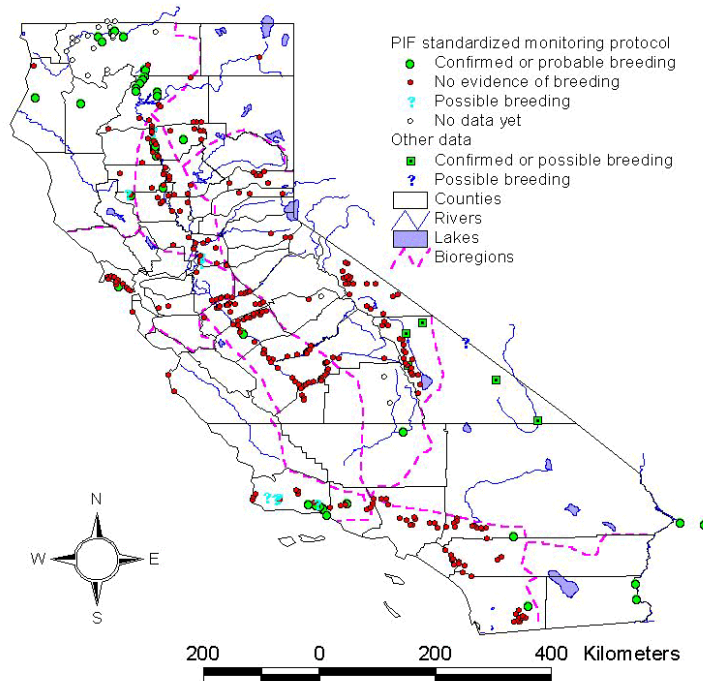 PIF standardized monitoring protocol
Confirmed or probable breeding
No evidence of breeding
? Possible breeding
No data yet
Other data
Confirmed or possible breeding
? Possible breeding
Counties
Rivers
Lakes
Bioregions
N
W E
S
200 0 200 400 Kilometers